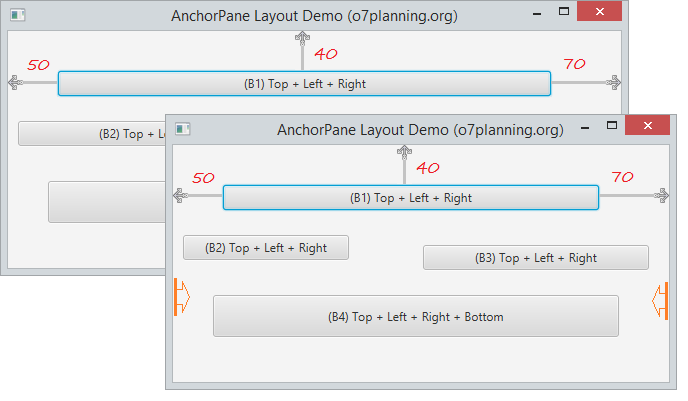 AnchorPane Layout Demo (o7planning.org)
40
50
70
(B1) Top + Left + Right
(B2) Top + Le
AnchorPane Layout Demo (o7planning.org)
40
50
70
(B1) Top + Left + Right
(B2) Top + Left + Right
(B3) Top + Left + Right
(B4) Top + Left + Right + Bottom